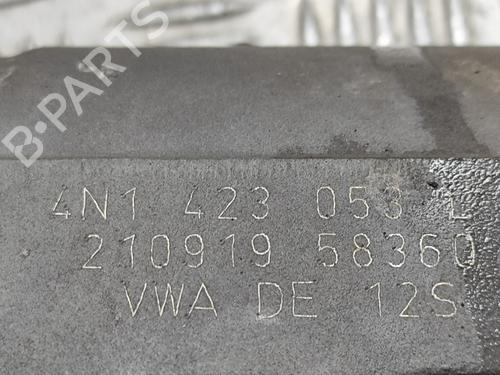 B-PARTS
4N1 423 053 L
210919 58360
VWA DE 12S